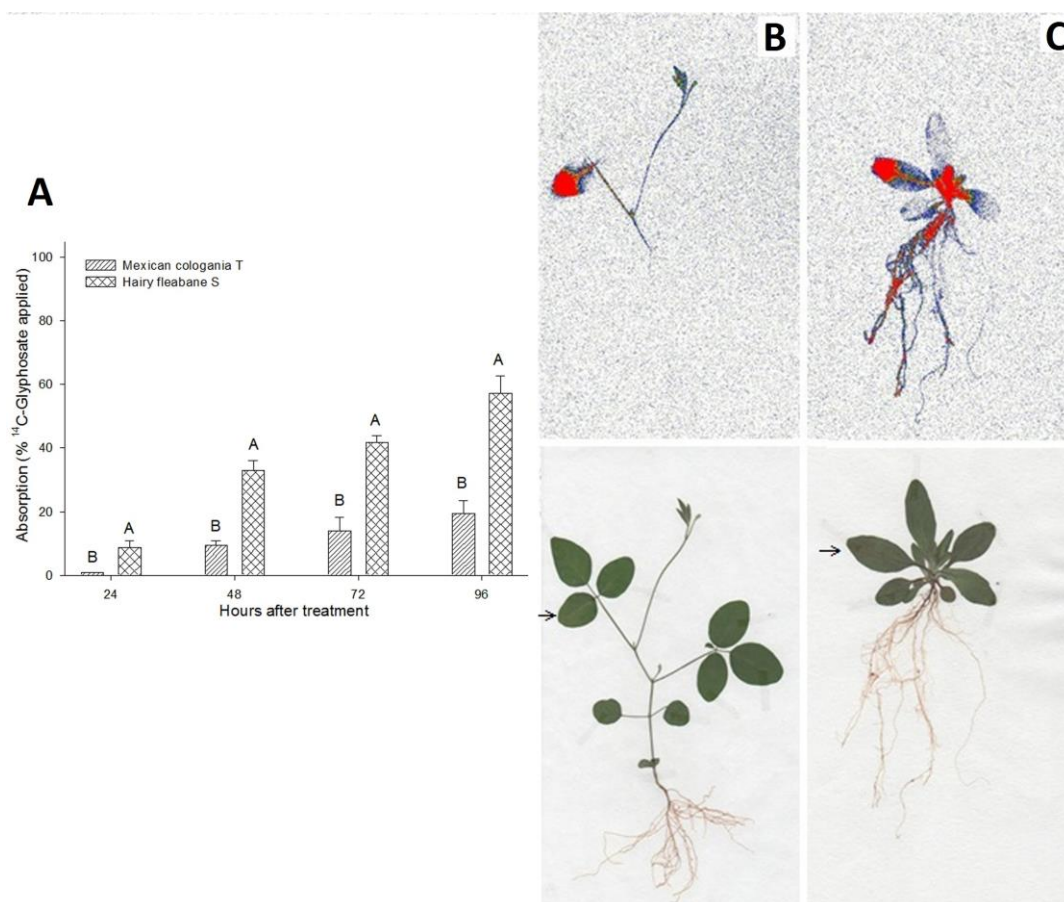 A
B
C
Mexican cologania T
Hairy fleabane S
Absorption (% ¹⁴C-Glyphosate applied)
100
80
60
40
20
0
B
A
B
A
B
A
B
A
24
48
72
96
Hours after treatment